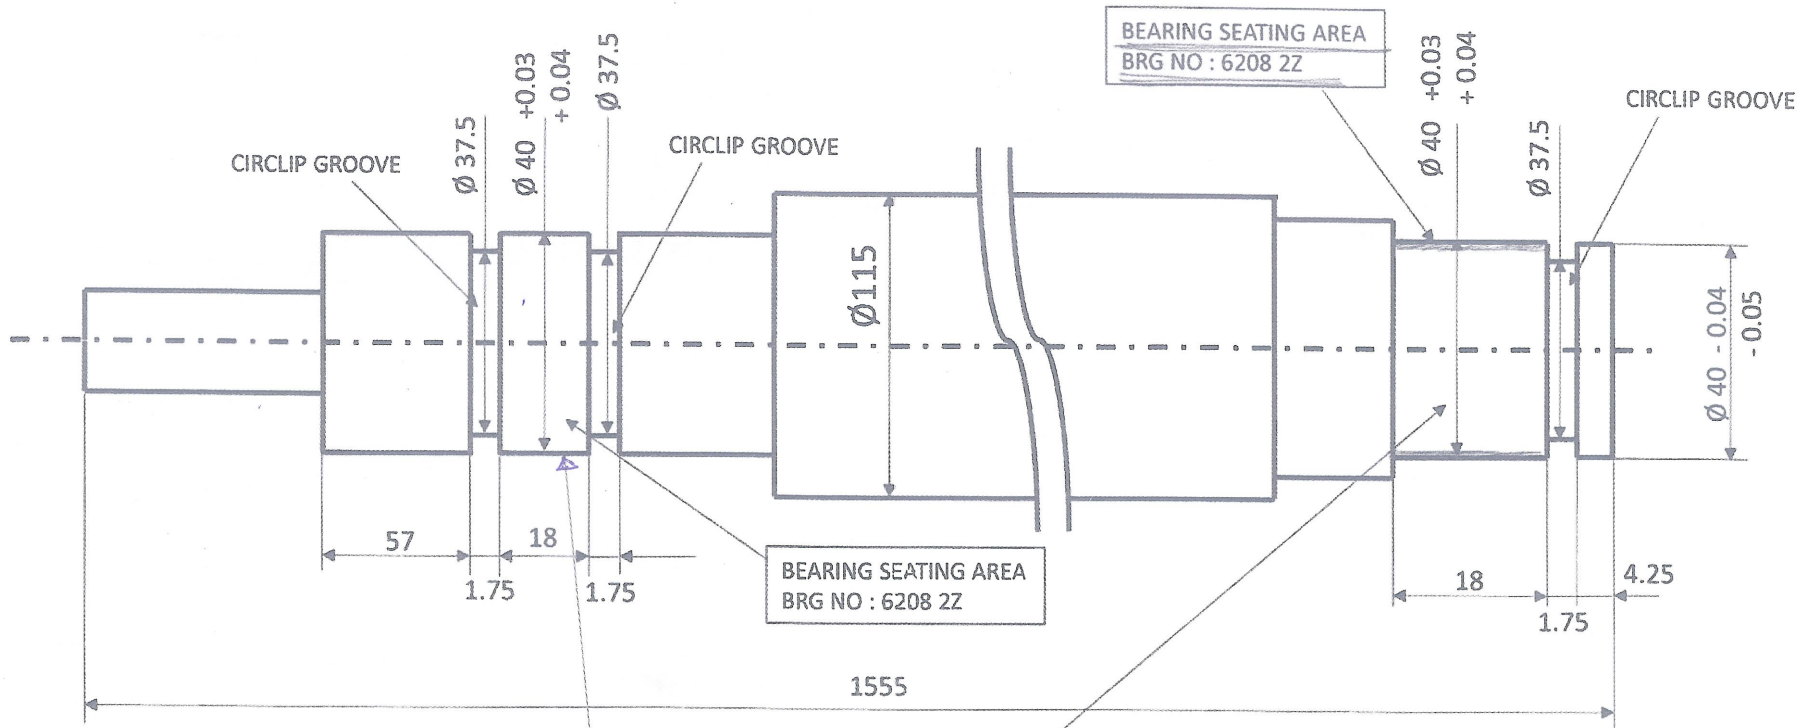 BEARING SEATING AREA
BRG NO : 6208 2Z
CIRCLIP GROOVE
Ø 37.5
Ø 40 +0.03
+ 0.04
Ø 37.5
CIRCLIP GROOVE
Ø 40 +0.03
+ 0.04
Ø 37.5
CIRCLIP GROOVE
Ø115
Ø 40 - 0.04
- 0.05
57
18
1.75
1.75
BEARING SEATING AREA
BRG NO : 6208 2Z
18
4.25
1.75
1555